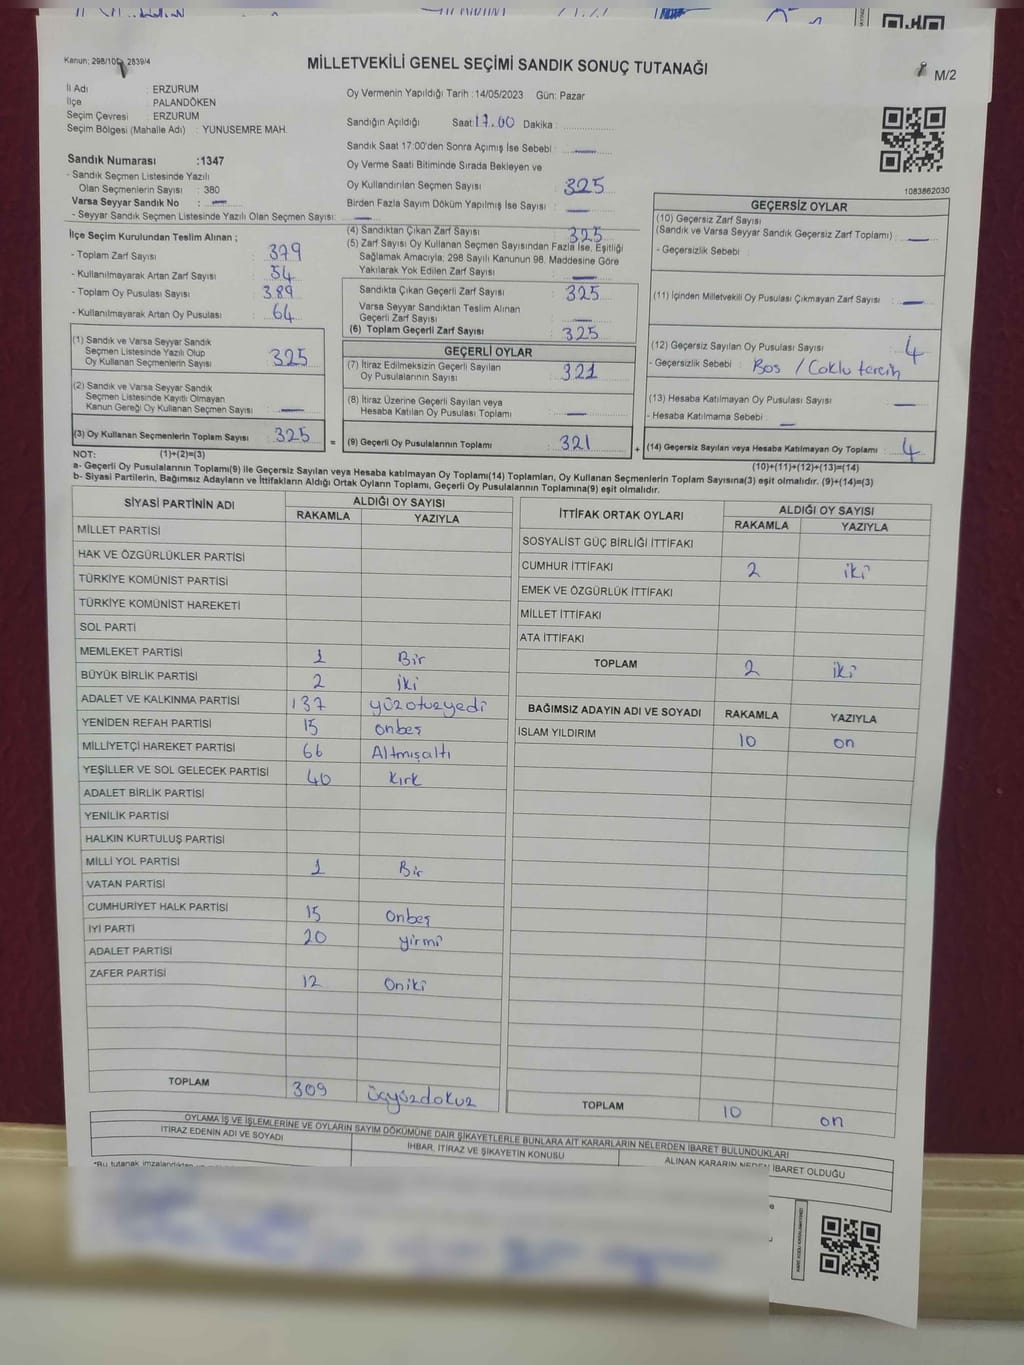 Kanun: 298/105, 2839/4
MİLLETVEKİLİ GENEL SEÇİMİ SANDIK SONUÇ TUTANAĞI
M/2
İl Adı : ERZURUM
İlçe : PALANDÖKEN
Seçim Çevresi : ERZURUM
Seçim Bölgesi (Mahalle Adı) : YUNUSEMRE MAH.
Oy Vermenin Yapıldığı Tarih :14/05/2023 Gün: Pazar
Sandığın Açıldığı Saat 17.00 Dakika :
Sandık Saat 17:00'den Sonra Açımış İse Sebebi :
Sandık Numarası :1347
- Sandık Seçmen Listesinde Yazılı
Olan Seçmenlerin Sayısı : 380
Varsa Seyyar Sandık No : —
- Seyyar Sandık Seçmen Listesinde Yazılı Olan Seçmen Sayısı: —
Oy Verme Saati Bitiminde Sırada Bekleyen ve
Oy Kullandırılan Seçmen Sayısı : 325
Birden Fazla Sayım Döküm Yapılmış İse Sayısı : —
1083862030
İlçe Seçim Kurulundan Teslim Alınan ;
- Toplam Zarf Sayısı : 379
- Kullanılmayarak Artan Zarf Sayısı : 54
- Toplam Oy Pusulası Sayısı : 389
- Kullanılmayarak Artan Oy Pusulası : 64
(4) Sandıktan Çıkan Zarf Sayısı : 325
(5) Zarf Sayısı Oy Kullanan Seçmen Sayısından Fazla İse, Eşitliği
Sağlamak Amacıyla; 298 Sayılı Kanunun 98. Maddesine Göre
Yakılarak Yok Edilen Zarf Sayısı : —
Sandıkta Çıkan Geçerli Zarf Sayısı : 325
Varsa Seyyar Sandıktan Teslim Alınan
Geçerli Zarf Sayısı : —
(6) Toplam Geçerli Zarf Sayısı : 325
GEÇERSİZ OYLAR
(10) Geçersiz Zarf Sayısı
(Sandık ve Varsa Seyyar Sandık Geçersiz Zarf Toplamı) : —
- Geçersizlik Sebebi :
(11) İçinden Milletvekili Oy Pusulası Çıkmayan Zarf Sayısı : —
(12) Geçersiz Sayılan Oy Pusulası Sayısı : 4
- Geçersizlik Sebebi : Boş / Çoklu tercih
(13) Hesaba Katılmayan Oy Pusulası Sayısı : —
- Hesaba Katılmama Sebebi : —
(14) Geçersiz Sayılan veya Hesaba Katılmayan Oy Toplamı : 4
(10)+(11)+(12)+(13)=(14)
(1) Sandık ve Varsa Seyyar Sandık
Seçmen Listesinde Yazılı Olup
Oy Kullanan Seçmenlerin Sayısı : 325
(2) Sandık ve Varsa Seyyar Sandık
Seçmen Listesinde Kayıtlı Olmayan
Kanun Gereği Oy Kullanan Seçmen Sayısı : —
(3) Oy Kullanan Seçmenlerin Toplam Sayısı : 325 =
GEÇERLİ OYLAR
(7) İtiraz Edilmeksizin Geçerli Sayılan
Oy Pusulalarının Sayısı : 321
(8) İtiraz Üzerine Geçerli Sayılan veya
Hesaba Katılan Oy Pusulası Toplamı : —
(9) Geçerli Oy Pusulalarının Toplamı : 321 +
NOT: (1)+(2)=(3)
a- Geçerli Oy Pusulalarının Toplamı(9) ile Geçersiz Sayılan veya Hesaba katılmayan Oy Toplamı(14) Toplamları, Oy Kullanan Seçmenlerin Toplam Sayısına(3) eşit olmalıdır. (9)+(14)=(3)
b- Siyasi Partilerin, Bağımsız Adayların ve İttifakların Aldığı Ortak Oyların Toplamı, Geçerli Oy Pusulalarının Toplamına(9) eşit olmalıdır.
SİYASİ PARTİNİN ADI ALDIĞI OY SAYISI
RAKAMLA YAZIYLA
MİLLET PARTİSİ
HAK VE ÖZGÜRLÜKLER PARTİSİ
TÜRKİYE KOMÜNİST PARTİSİ
TÜRKİYE KOMÜNİST HAREKETİ
SOL PARTİ
MEMLEKET PARTİSİ 1 Bir
BÜYÜK BİRLİK PARTİSİ 2 iki
ADALET VE KALKINMA PARTİSİ 137 yüzotuzyedi
YENİDEN REFAH PARTİSİ 15 onbeş
MİLLİYETÇİ HAREKET PARTİSİ 66 Altmışaltı
YEŞİLLER VE SOL GELECEK PARTİSİ 40 kırk
ADALET BİRLİK PARTİSİ
YENİLİK PARTİSİ
HALKIN KURTULUŞ PARTİSİ
MİLLİ YOL PARTİSİ 1 Bir
VATAN PARTİSİ
CUMHURİYET HALK PARTİSİ 15 Onbeş
İYİ PARTİ 20 yirmi
ADALET PARTİSİ
ZAFER PARTİSİ 12 Oniki
TOPLAM 309 üçyüzdokuz
İTTİFAK ORTAK OYLARI ALDIĞI OY SAYISI
RAKAMLA YAZIYLA
SOSYALİST GÜÇ BİRLİĞİ İTTİFAKI
CUMHUR İTTİFAKI 2 iki
EMEK VE ÖZGÜRLÜK İTTİFAKI
MİLLET İTTİFAKI
ATA İTTİFAKI
TOPLAM 2 iki
BAĞIMSIZ ADAYIN ADI VE SOYADI RAKAMLA YAZIYLA
İSLAM YILDIRIM 10 on
TOPLAM 10 on
OYLAMA İŞ VE İŞLEMLERİNE VE OYLARIN SAYIM DÖKÜMÜNE DAİR ŞİKAYETLERLE BUNLARA AİT KARARLARIN NELERDEN İBARET BULUNDUKLARI
İTİRAZ EDENİN ADI VE SOYADI
İHBAR, İTİRAZ VE ŞİKAYETİN KONUSU
ALINAN KARARIN NEDEN İBARET OLDUĞU